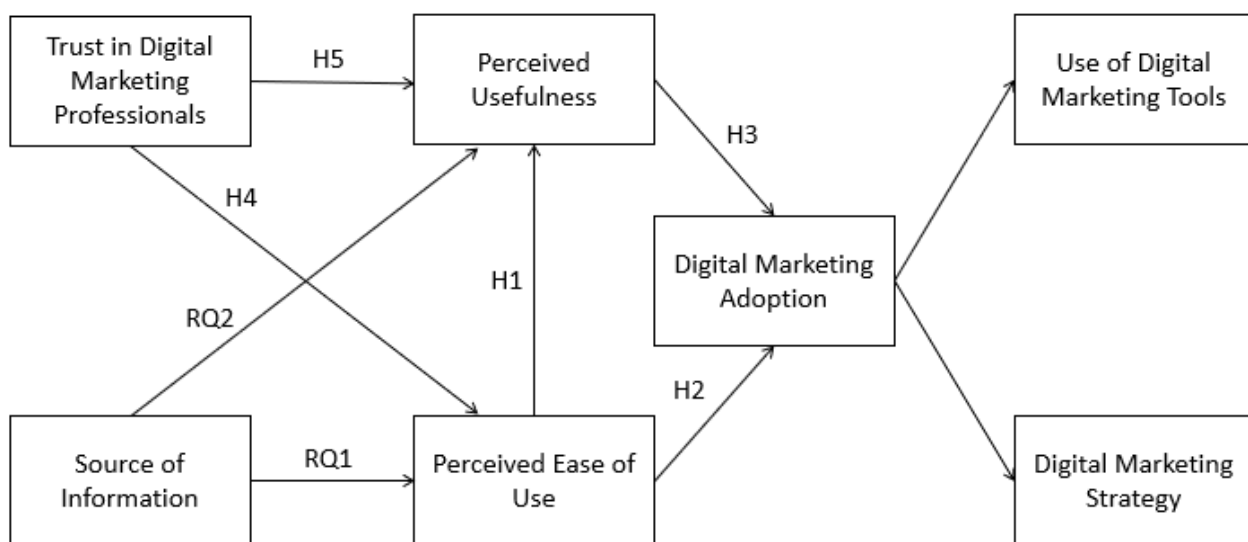 Trust in Digital
Marketing
Professionals
H5
Perceived
Usefulness
Use of Digital
Marketing Tools
H3
H4
Digital Marketing
Adoption
H1
RQ2
H2
Source of
Information
RQ1
Perceived Ease of
Use
Digital Marketing
Strategy